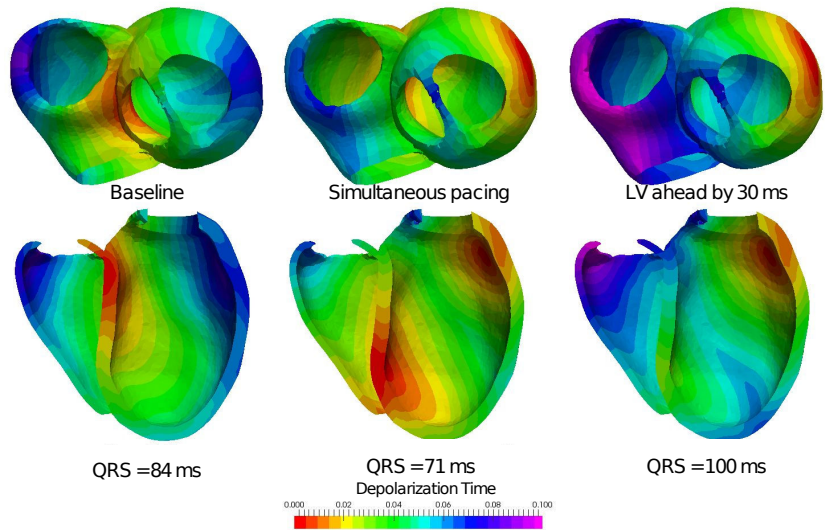 Baseline
Simultaneous pacing
LV ahead by 30 ms
QRS = 84 ms
QRS = 71 ms
QRS = 100 ms
Depolarization Time
0.000 0.02 0.04 0.06 0.08 0.100